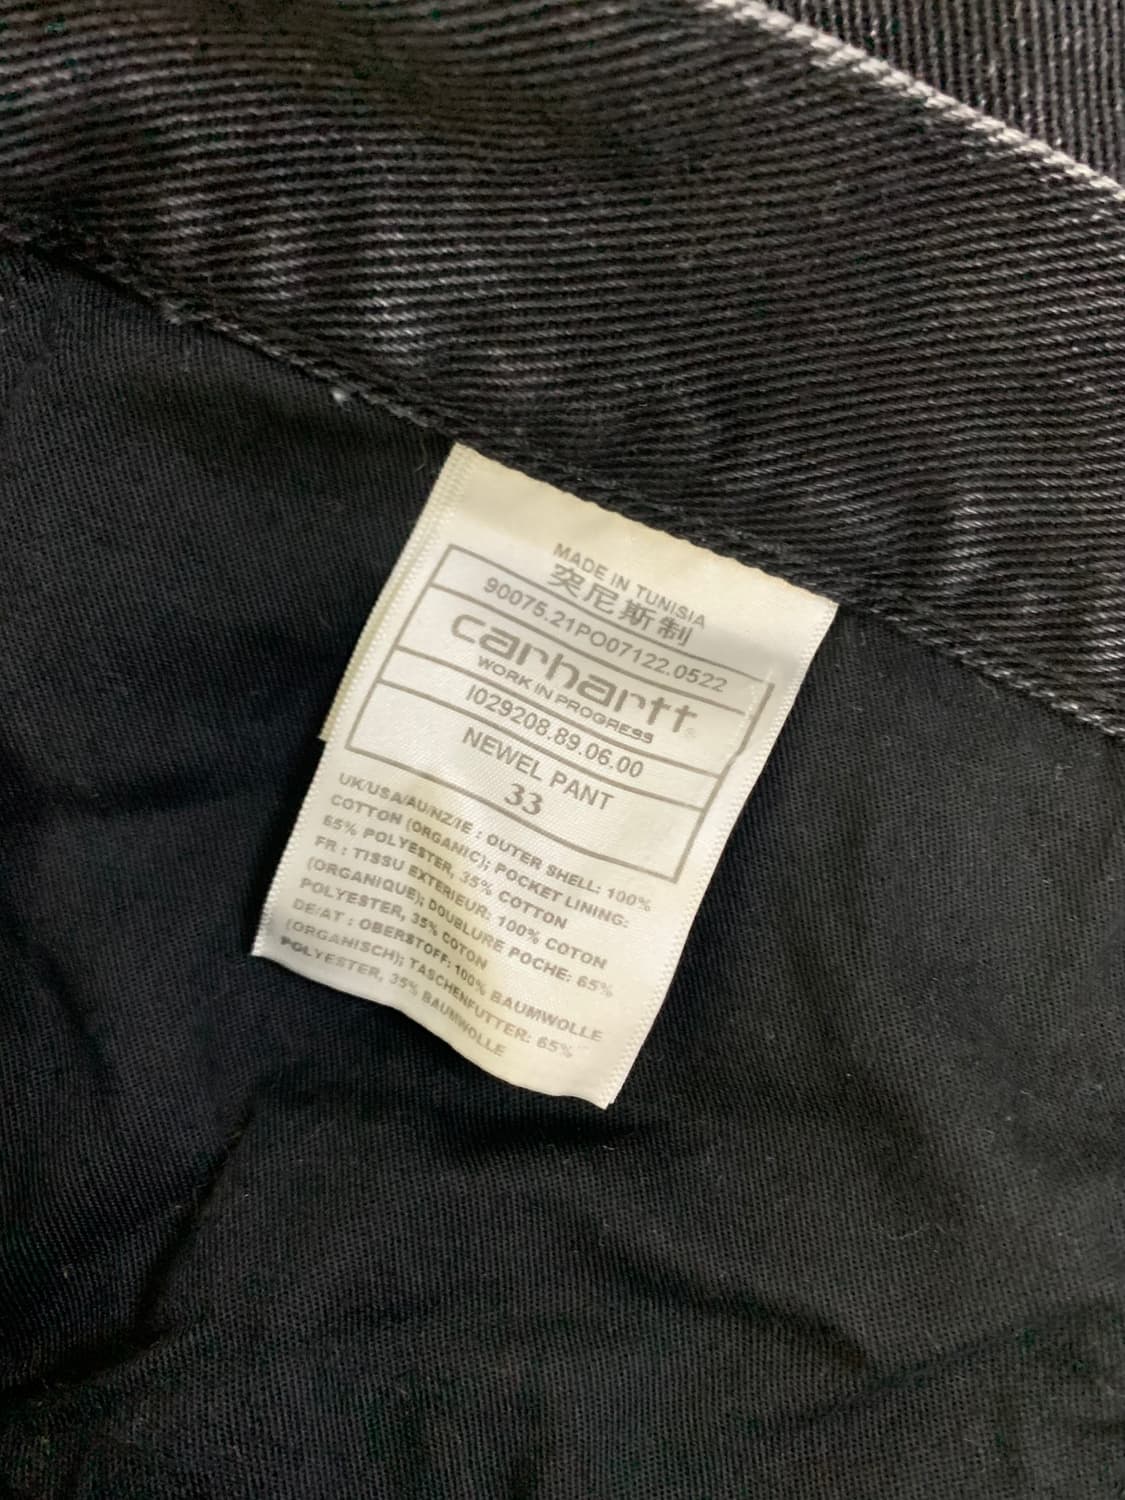 MADE IN TUNISIA
突尼斯制
90075.21PO07122.0522
carhartt
WORK IN PROGRESS
I029208.89.06.00
NEWEL PANT
33
UK/USA/AU/NZ/IE : OUTER SHELL: 100%
COTTON (ORGANIC); POCKET LINING:
65% POLYESTER, 35% COTTON
FR : TISSU EXTERIEUR: 100% COTON
(ORGANIQUE); DOUBLURE POCHE: 65%
POLYESTER, 35% COTON
DE/AT : OBERSTOFF: 100% BAUMWOLLE
(ORGANISCH); TASCHENFUTTER: 65%
POLYESTER, 35% BAUMWOLLE